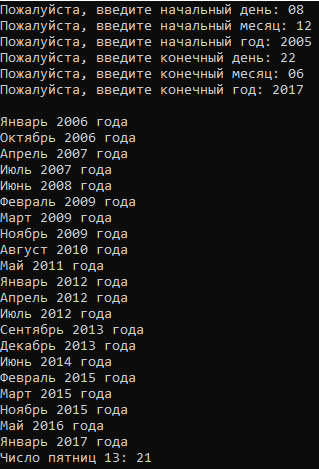 Пожалуйста, введите начальный день: 08
Пожалуйста, введите начальный месяц: 12
Пожалуйста, введите начальный год: 2005
Пожалуйста, введите конечный день: 22
Пожалуйста, введите конечный месяц: 06
Пожалуйста, введите конечный год: 2017
Январь 2006 года
Октябрь 2006 года
Апрель 2007 года
Июль 2007 года
Июнь 2008 года
Февраль 2009 года
Март 2009 года
Ноябрь 2009 года
Август 2010 года
Май 2011 года
Январь 2012 года
Апрель 2012 года
Июль 2012 года
Сентябрь 2013 года
Декабрь 2013 года
Июнь 2014 года
Февраль 2015 года
Март 2015 года
Ноябрь 2015 года
Май 2016 года
Январь 2017 года
Число пятниц 13: 21